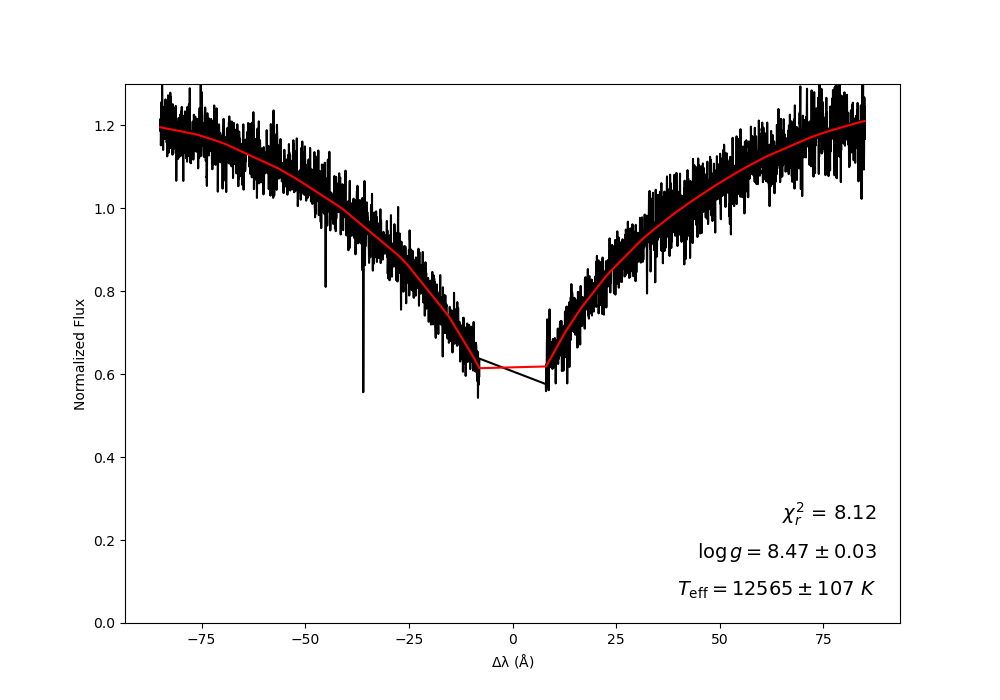 1.2
1.0
0.8
0.6
0.4
0.2
0.0
Normalized Flux
χ²ᵣ = 8.12
log g = 8.47 ± 0.03
T_eff = 12565 ± 107 K
−75 −50 −25 0 25 50 75
Δλ (Å)